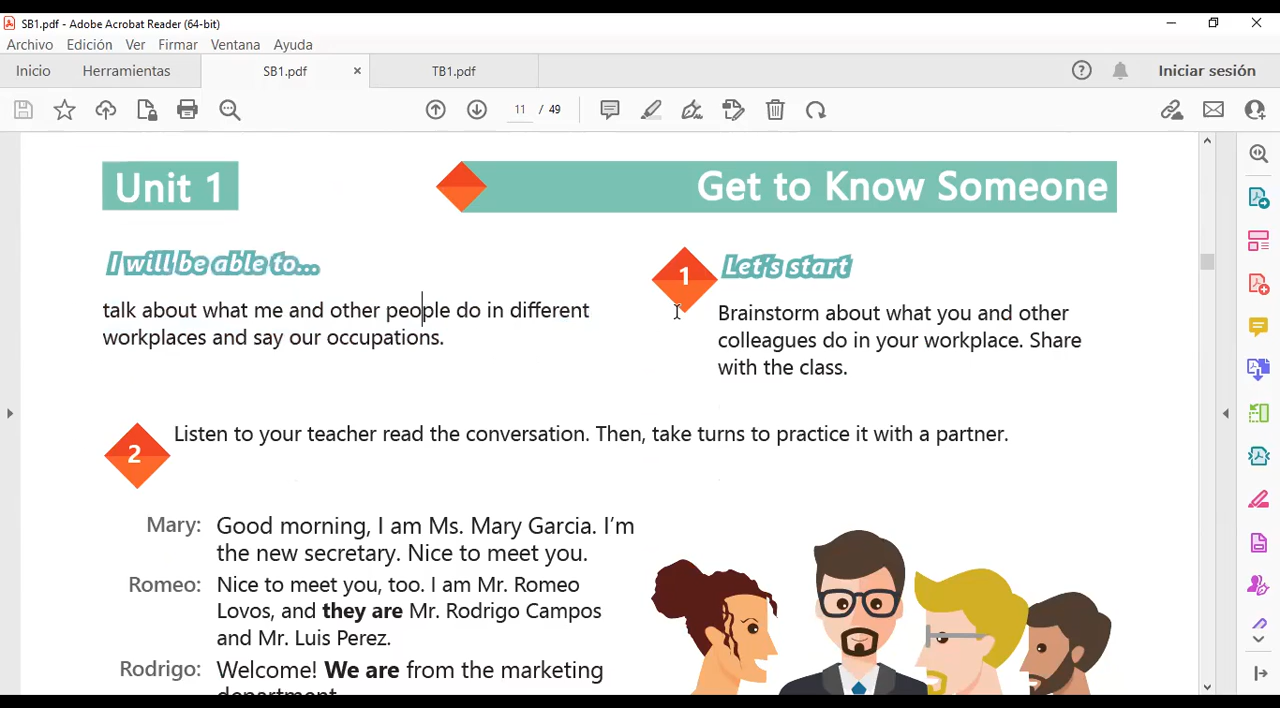 SB1.pdf - Adobe Acrobat Reader (64-bit)
Archivo Edición Ver Firmar Ventana Ayuda
Inicio Herramientas SB1.pdf × TB1.pdf Iniciar sesión
11 / 49
Unit 1 Get to Know Someone
I will be able to...
talk about what me and other people do in different
workplaces and say our occupations.
1 Let's start
Brainstorm about what you and other
colleagues do in your workplace. Share
with the class.
2 Listen to your teacher read the conversation. Then, take turns to practice it with a partner.
Mary: Good morning, I am Ms. Mary Garcia. I'm
the new secretary. Nice to meet you.
Romeo: Nice to meet you, too. I am Mr. Romeo
Lovos, and they are Mr. Rodrigo Campos
and Mr. Luis Perez.
Rodrigo: Welcome! We are from the marketing
department.